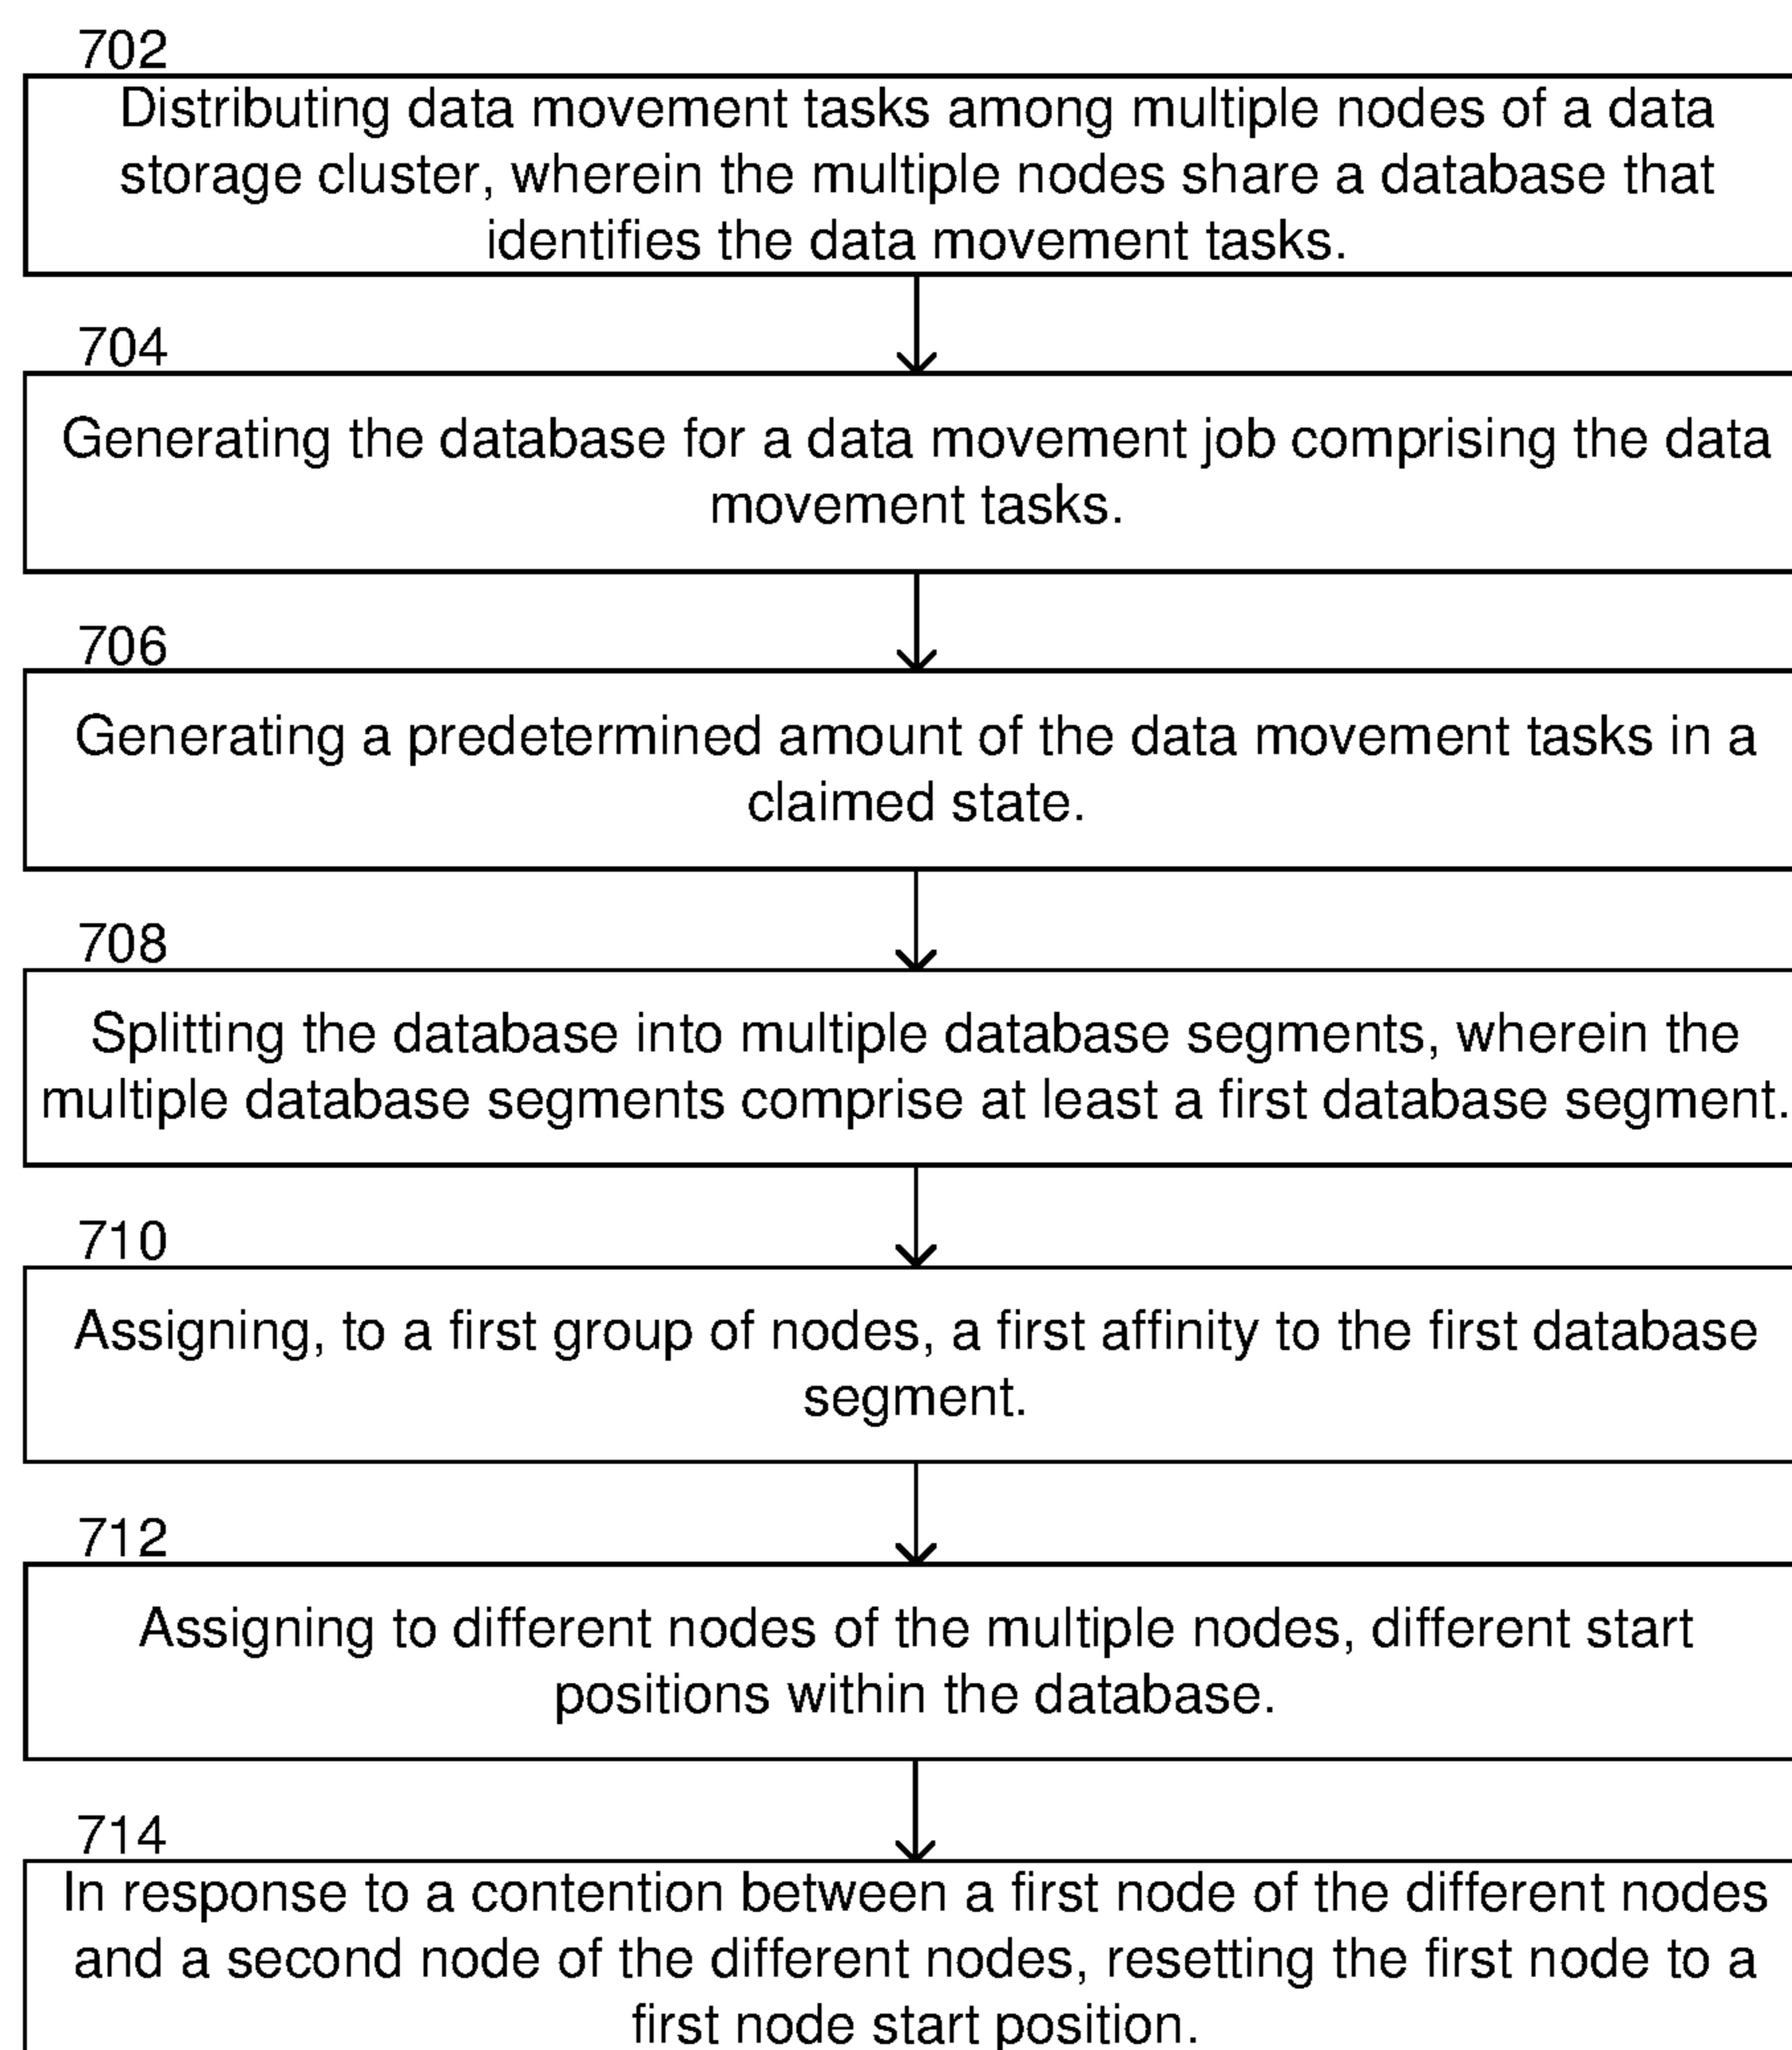 702
Distributing data movement tasks among multiple nodes of a data
storage cluster, wherein the multiple nodes share a database that
identifies the data movement tasks.
704
Generating the database for a data movement job comprising the data
movement tasks.
706
Generating a predetermined amount of the data movement tasks in a
claimed state.
708
Splitting the database into multiple database segments, wherein the
multiple database segments comprise at least a first database segment.
710
Assigning, to a first group of nodes, a first affinity to the first database
segment.
712
Assigning to different nodes of the multiple nodes, different start
positions within the database.
714
In response to a contention between a first node of the different nodes
and a second node of the different nodes, resetting the first node to a
first node start position.